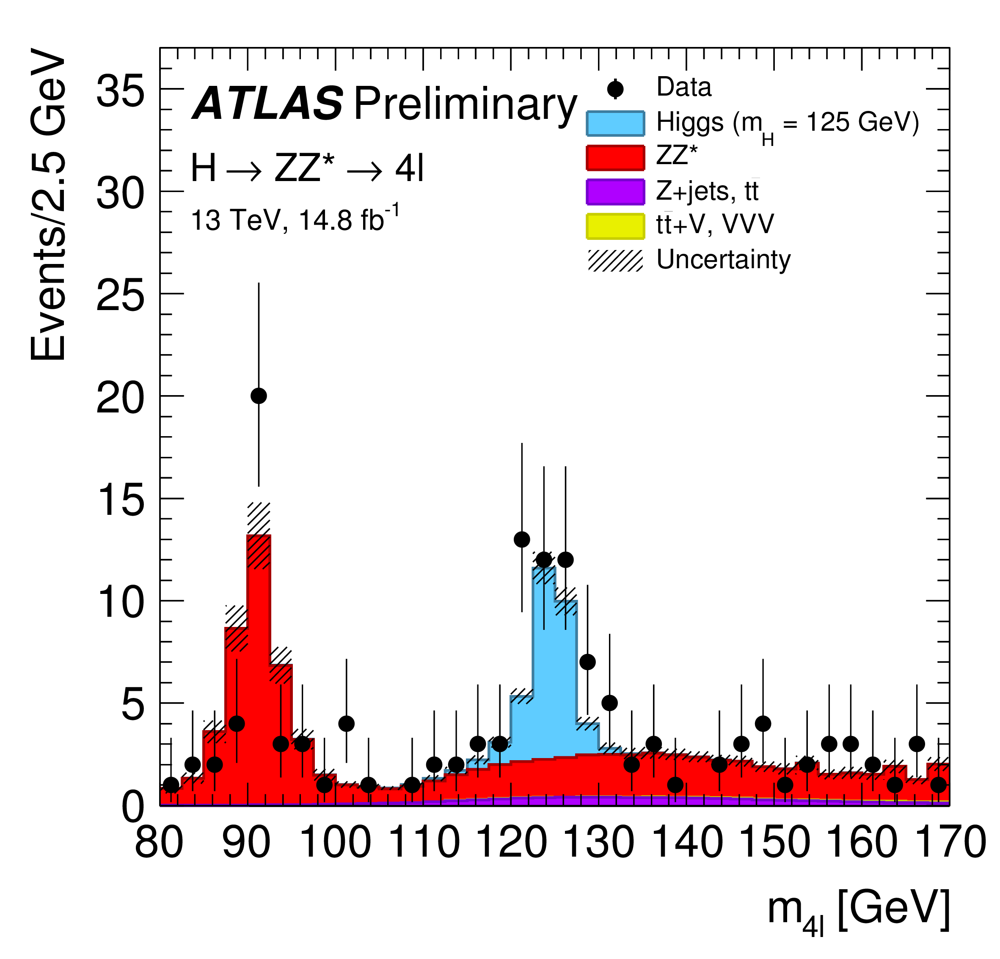 Events/2.5 GeV
ATLAS Preliminary
H → ZZ* → 4l
13 TeV, 14.8 fb⁻¹
Data
Higgs (m_H = 125 GeV)
ZZ*
Z+jets, tt̄
tt̄+V, VVV
Uncertainty
35
30
25
20
15
10
5
0
80 90 100 110 120 130 140 150 160 170
m_4l [GeV]